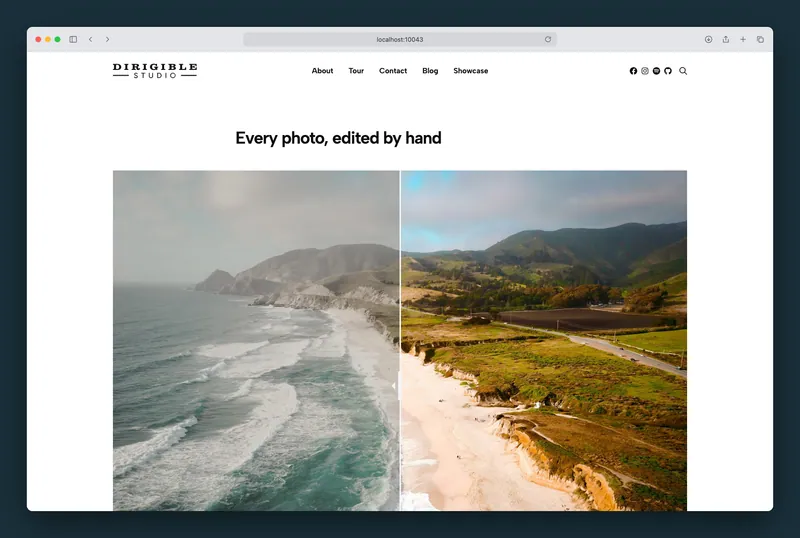 localhost:10043
DIRIGIBLE
STUDIO
About Tour Contact Blog Showcase
Every photo, edited by hand